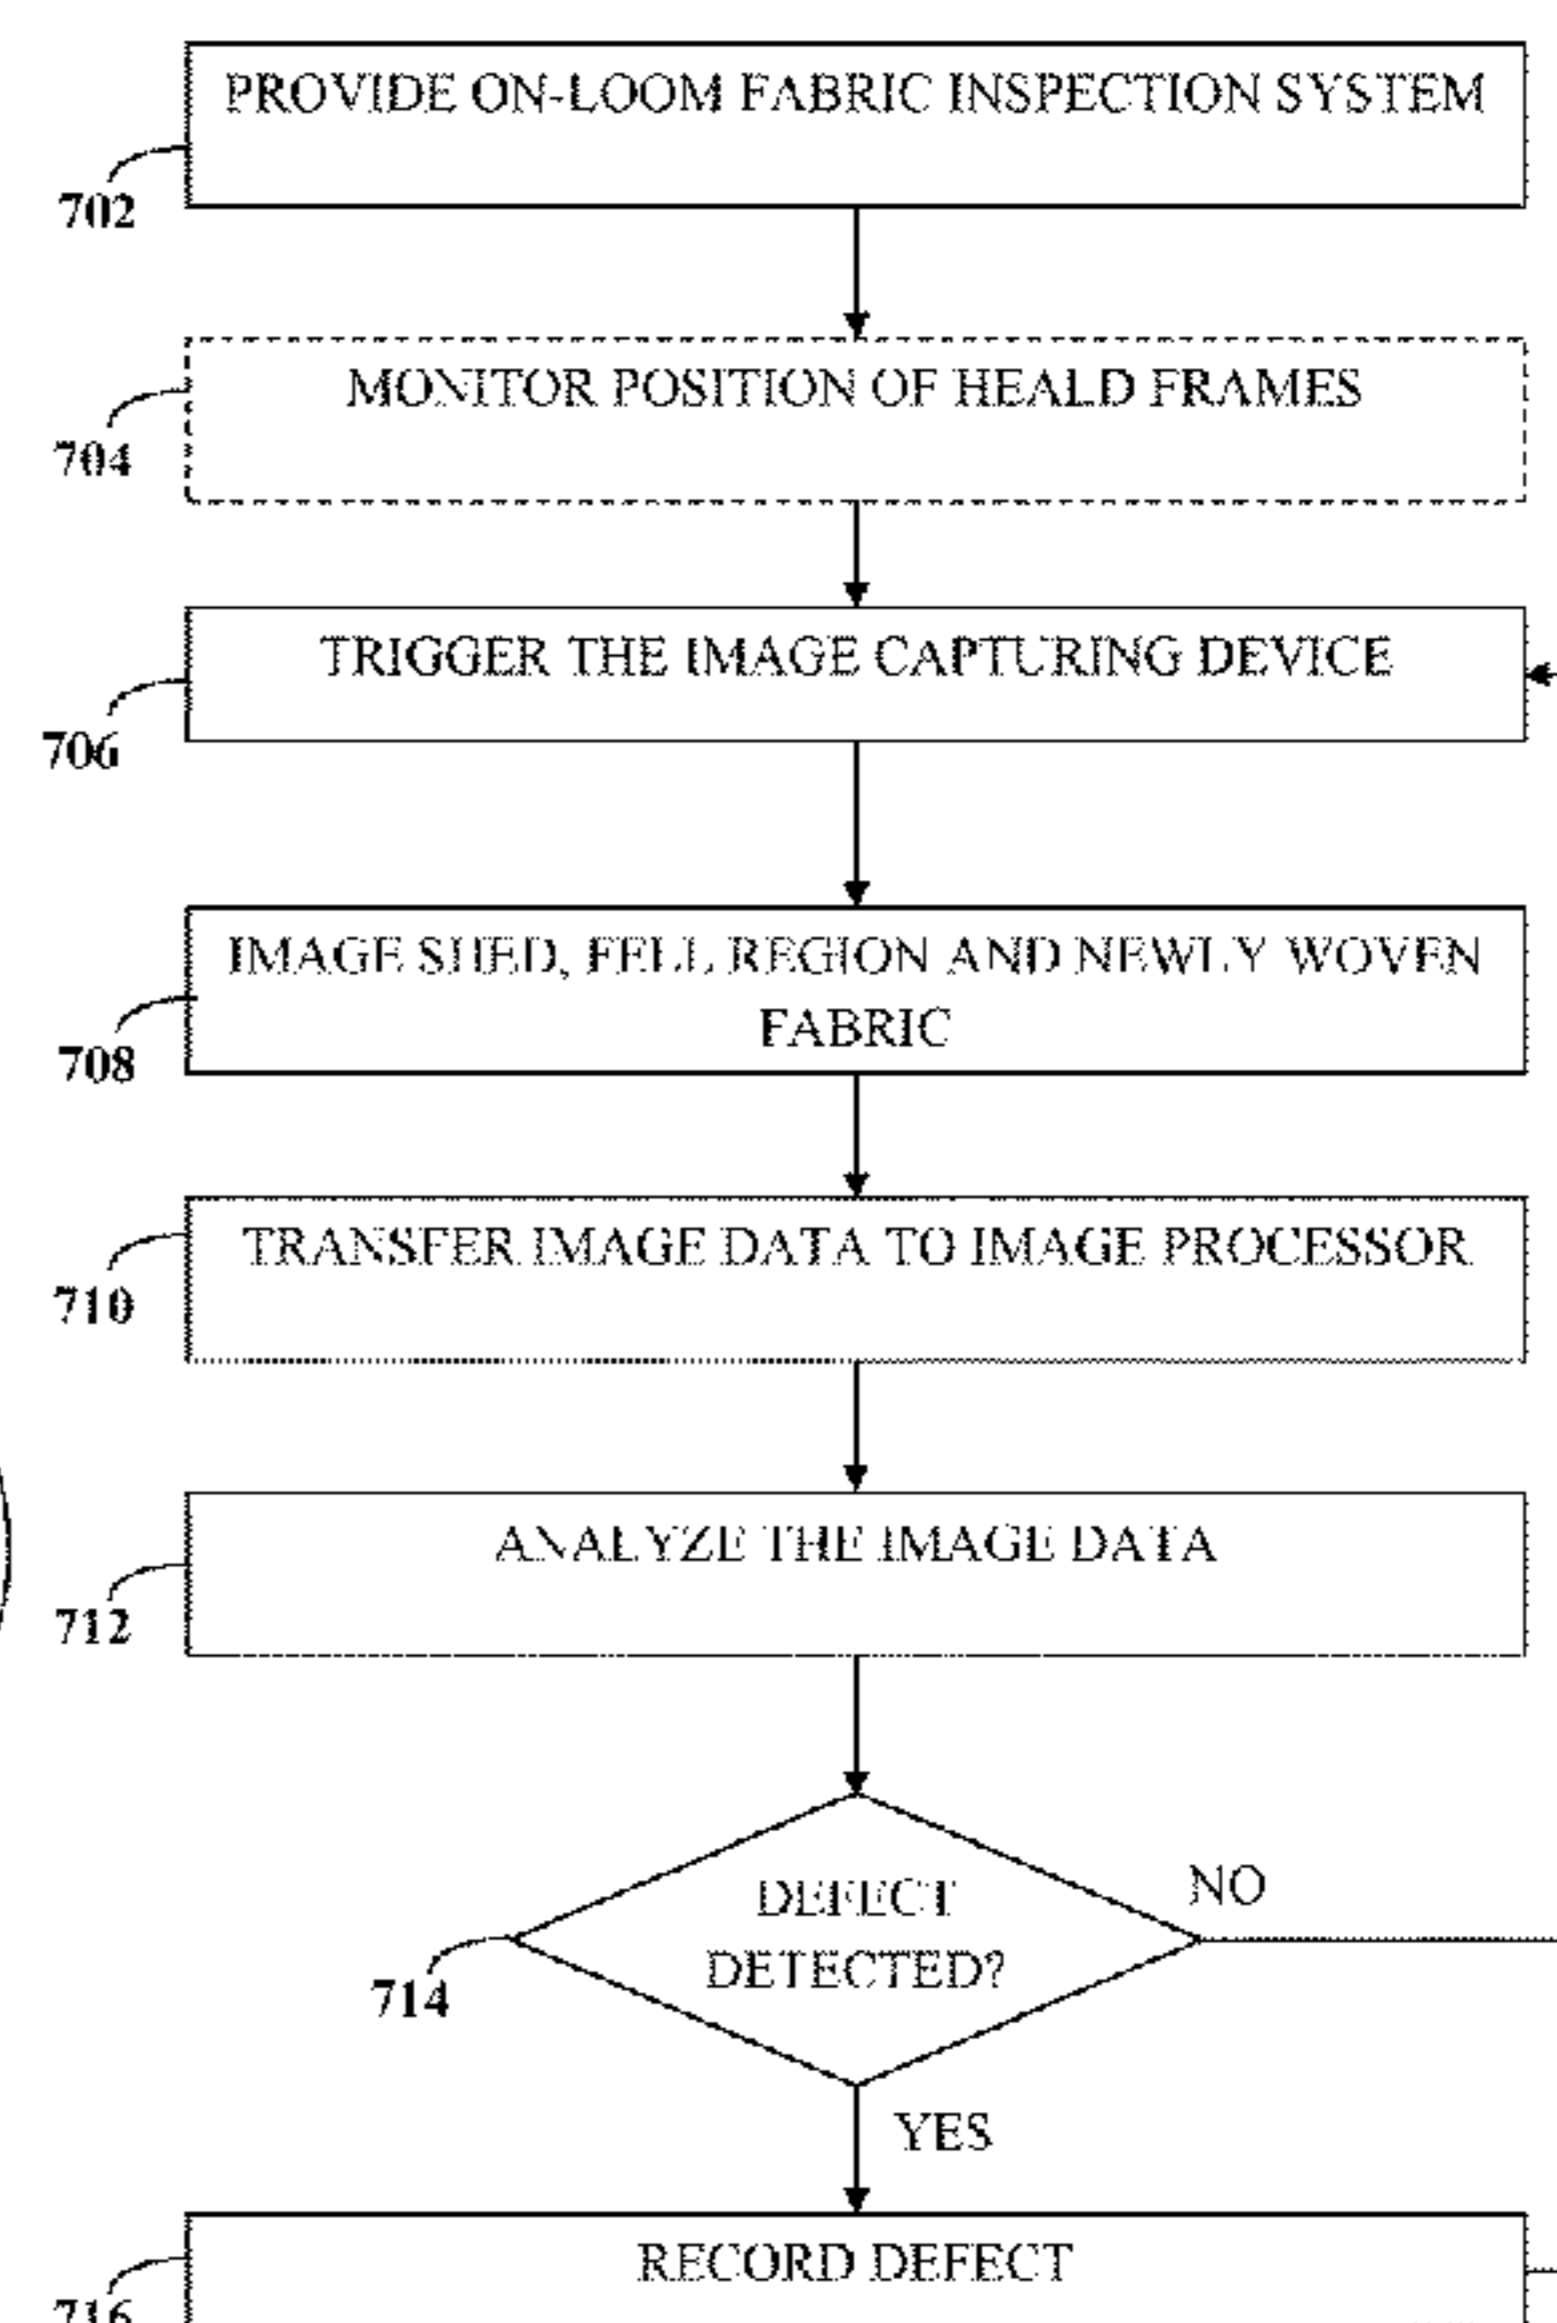 PROVIDE ON-LOOM FABRIC INSPECTION SYSTEM
702
MONITOR POSITION OF HEALD FRAMES
704
TRIGGER THE IMAGE CAPTURING DEVICE
706
IMAGE SHED, FELL REGION AND NEWLY WOVEN
FABRIC
708
TRANSFER IMAGE DATA TO IMAGE PROCESSOR
710
ANALYZE THE IMAGE DATA
712
DEFECT
DETECTED?
NO
714
YES
RECORD DEFECT
716